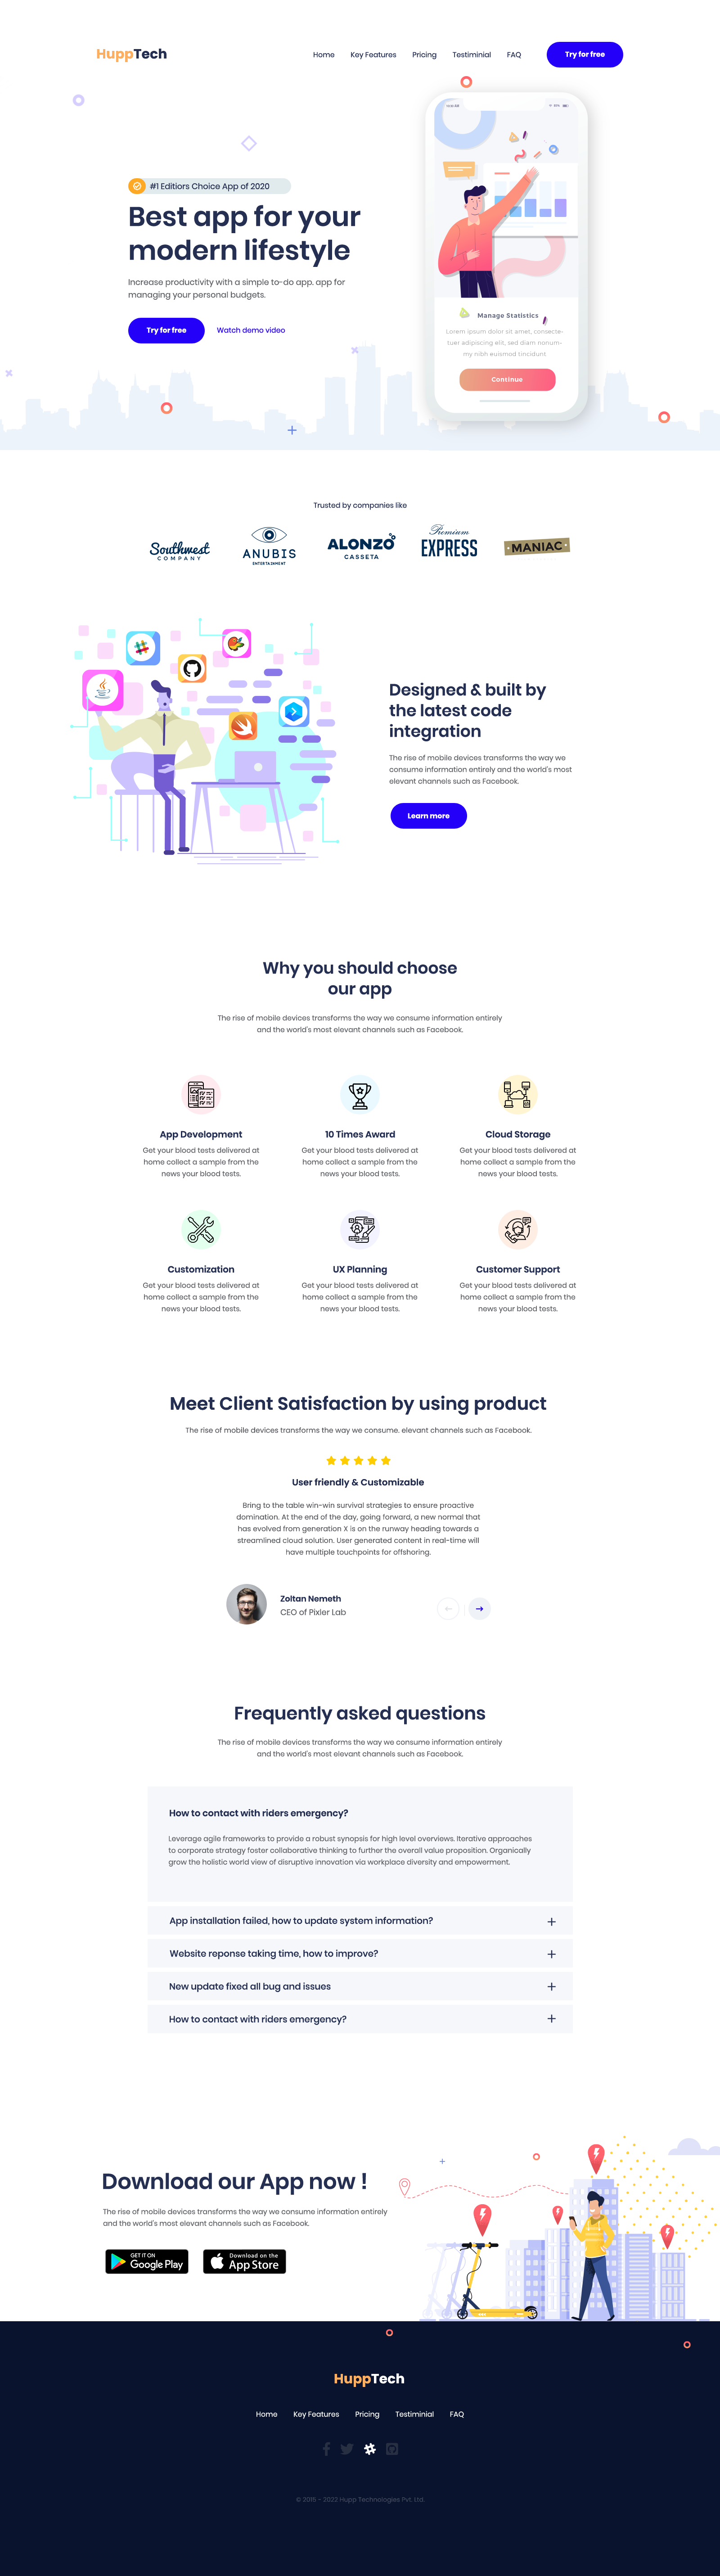 HuppTech
Home Key Features Pricing Testiminial FAQ Try for free
#1 Editiors Choice App of 2020
Best app for your
modern lifestyle
Increase productivity with a simple to-do app. app for
managing your personal budgets.
Try for free Watch demo video
Manage Statistics
Lorem ipsum dolor sit amet, consecte-
tuer adipiscing elit, sed diam nonum-
my nibh euismod tincidunt
Continue
Trusted by companies like
Southwest
COMPANY
ANUBIS
ENTERTAINMENT
ALONZO
CASSETA
Premium
EXPRESS
MANIAC
Designed & built by
the latest code
integration
The rise of mobile devices transforms the way we
consume information entirely and the world's most
elevant channels such as Facebook.
Learn more
Why you should choose
our app
The rise of mobile devices transforms the way we consume information entirely
and the world's most elevant channels such as Facebook.
App Development
Get your blood tests delivered at
home collect a sample from the
news your blood tests.
10 Times Award
Get your blood tests delivered at
home collect a sample from the
news your blood tests.
Cloud Storage
Get your blood tests delivered at
home collect a sample from the
news your blood tests.
Customization
Get your blood tests delivered at
home collect a sample from the
news your blood tests.
UX Planning
Get your blood tests delivered at
home collect a sample from the
news your blood tests.
Customer Support
Get your blood tests delivered at
home collect a sample from the
news your blood tests.
Meet Client Satisfaction by using product
The rise of mobile devices transforms the way we consume. elevant channels such as Facebook.
User friendly & Customizable
Bring to the table win-win survival strategies to ensure proactive
domination. At the end of the day, going forward, a new normal that
has evolved from generation X is on the runway heading towards a
streamlined cloud solution. User generated content in real-time will
have multiple touchpoints for offshoring.
Zoltan Nemeth
CEO of Pixler Lab
Frequently asked questions
The rise of mobile devices transforms the way we consume information entirely
and the world's most elevant channels such as Facebook.
How to contact with riders emergency?
Leverage agile frameworks to provide a robust synopsis for high level overviews. Iterative approaches
to corporate strategy foster collaborative thinking to further the overall value proposition. Organically
grow the holistic world view of disruptive innovation via workplace diversity and empowerment.
App installation failed, how to update system information?
Website reponse taking time, how to improve?
New update fixed all bug and issues
How to contact with riders emergency?
Download our App now !
The rise of mobile devices transforms the way we consume information entirely
and the world's most elevant channels such as Facebook.
GET IT ON
Google Play
Download on the
App Store
HuppTech
Home Key Features Pricing Testiminial FAQ
© 2015 – 2022 Hupp Technologies Pvt. Ltd.